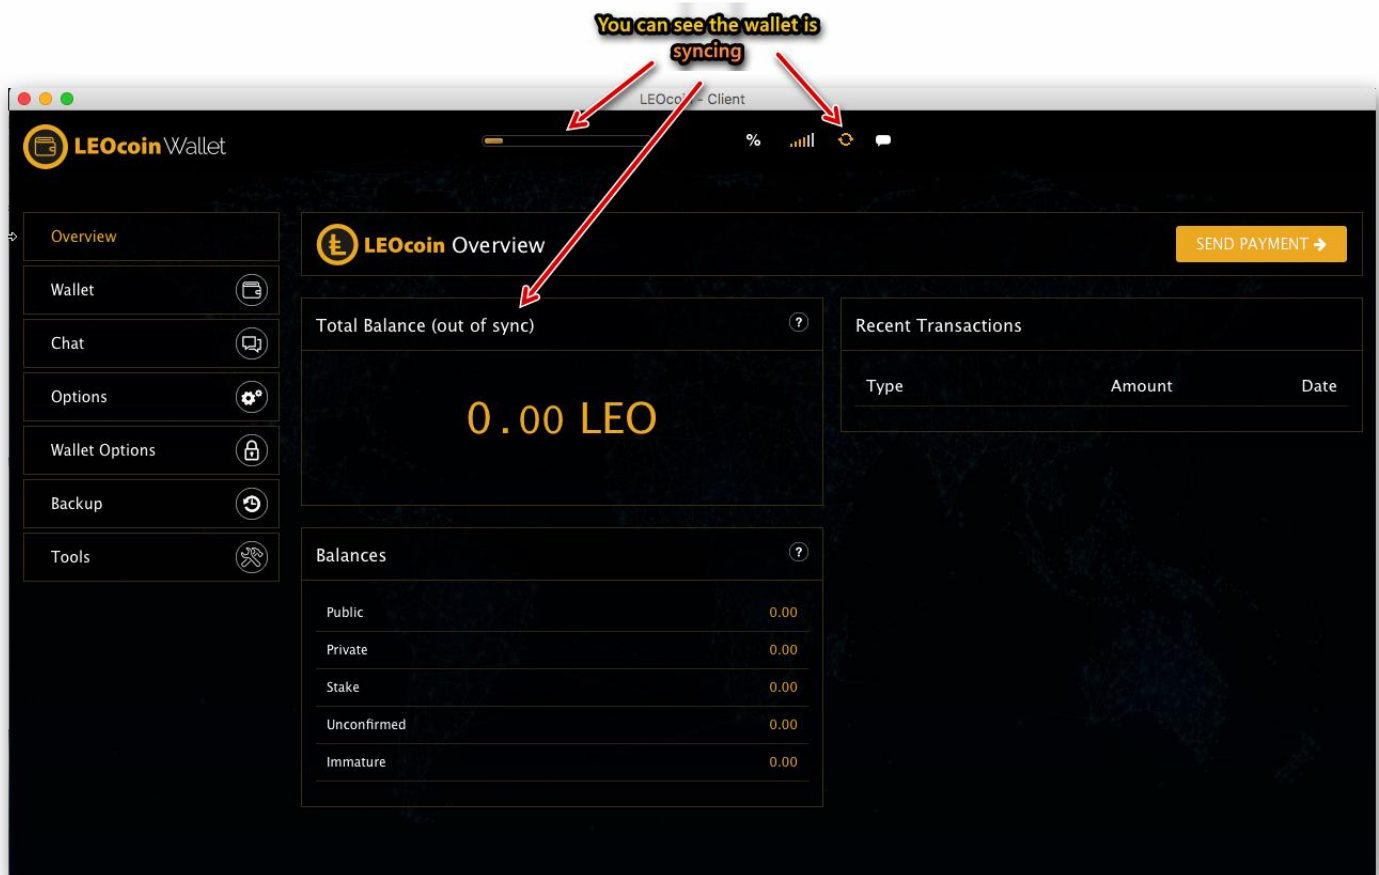 You can see the wallet is
syncing
LEOcoin - Client
LEOcoin Wallet
%
Overview
LEOcoin Overview
SEND PAYMENT →
Wallet
Chat
Options
Wallet Options
Backup
Tools
Total Balance (out of sync)
?
0.00 LEO
Recent Transactions
Type Amount Date
Balances
?
Public 0.00
Private 0.00
Stake 0.00
Unconfirmed 0.00
Immature 0.00